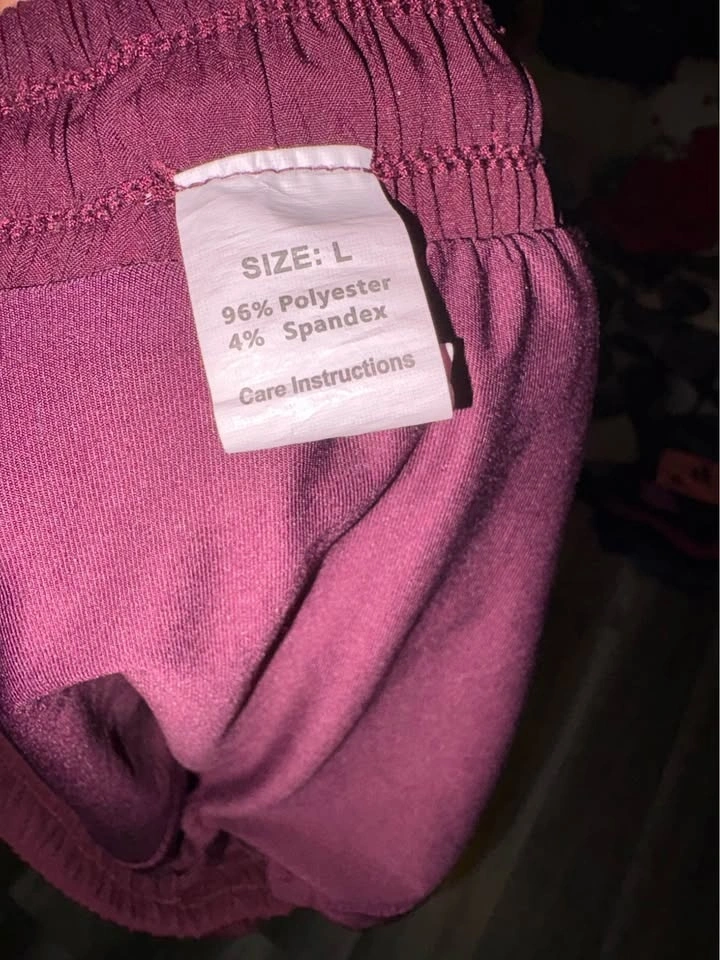 SIZE: L
96% Polyester
4% Spandex
Care Instructions